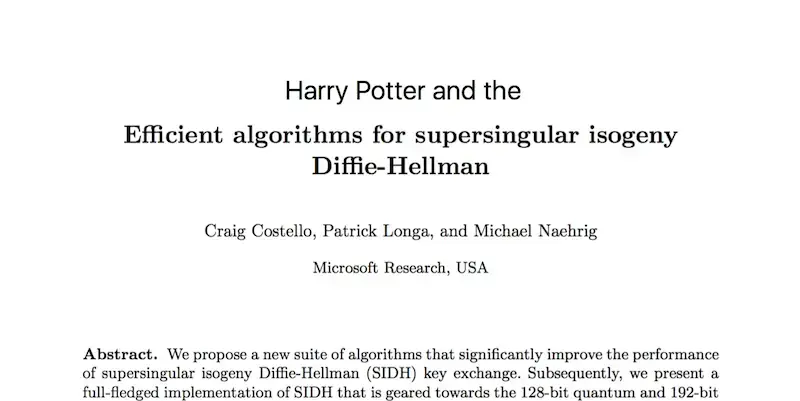 Harry Potter and the
Efficient algorithms for supersingular isogeny
Diffie-Hellman
Craig Costello, Patrick Longa, and Michael Naehrig
Microsoft Research, USA
Abstract. We propose a new suite of algorithms that significantly improve the performance
of supersingular isogeny Diffie-Hellman (SIDH) key exchange. Subsequently, we present a
full-fledged implementation of SIDH that is geared towards the 128-bit quantum and 192-bit